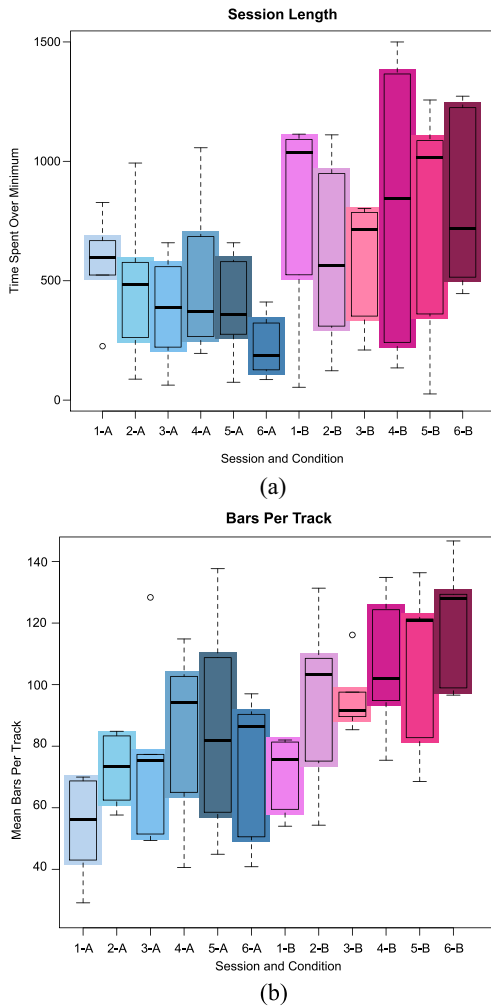 Session Length
Time Spent Over Minimum
1500
1000
500
0
1-A 2-A 3-A 4-A 5-A 6-A 1-B 2-B 3-B 4-B 5-B 6-B
Session and Condition
(a)
Bars Per Track
Mean Bars Per Track
140
120
100
80
60
40
1-A 2-A 3-A 4-A 5-A 6-A 1-B 2-B 3-B 4-B 5-B 6-B
Session and Condition
(b)